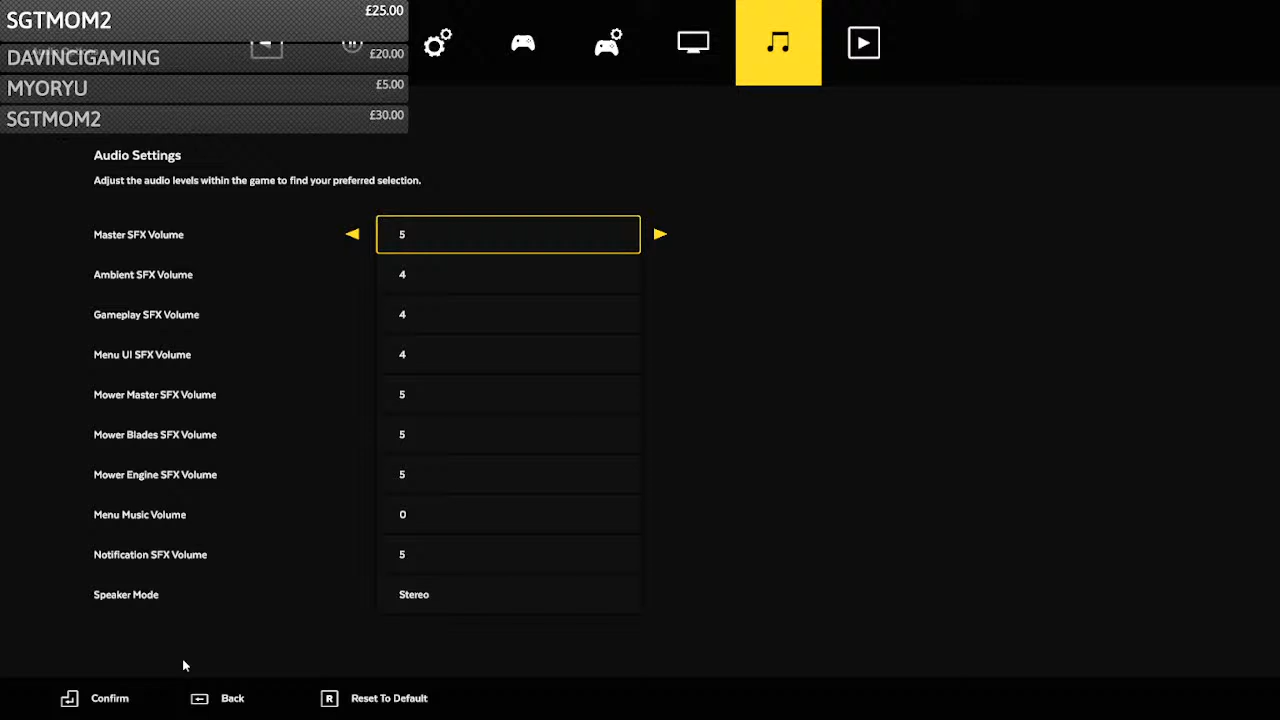 SGTMOM2 £25.00
DAVINCIGAMING £20.00
MYORYU £5.00
SGTMOM2 £30.00
Audio Settings
Adjust the audio levels within the game to find your preferred selection.
Master SFX Volume 5
Ambient SFX Volume 4
Gameplay SFX Volume 4
Menu UI SFX Volume 4
Mower Master SFX Volume 5
Mower Blades SFX Volume 5
Mower Engine SFX Volume 5
Menu Music Volume 0
Notification SFX Volume 5
Speaker Mode Stereo
Confirm Back R Reset To Default